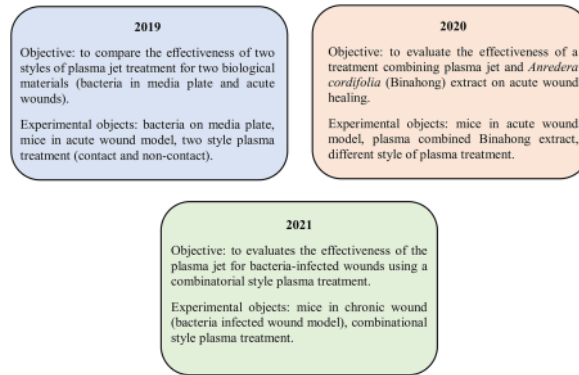 2019
Objective: to compare the effectiveness of two
styles of plasma jet treatment for two biological
materials (bacteria in media plate and acute
wounds).
Experimental objects: bacteria on media plate,
mice in acute wound model, two style plasma
treatment (contact and non-contact).
2020
Objective: to evaluate the effectiveness of a
treatment combining plasma jet and Anredera
cordifolia (Binahong) extract on acute wound
healing.
Experimental objects: mice in acute wound
model, plasma combined Binahong extract,
different style of plasma treatment.
2021
Objective: to evaluates the effectiveness of the
plasma jet for bacteria-infected wounds using a
combinatorial style plasma treatment.
Experimental objects: mice in chronic wound
(bacteria infected wound model), combinational
style plasma treatment.